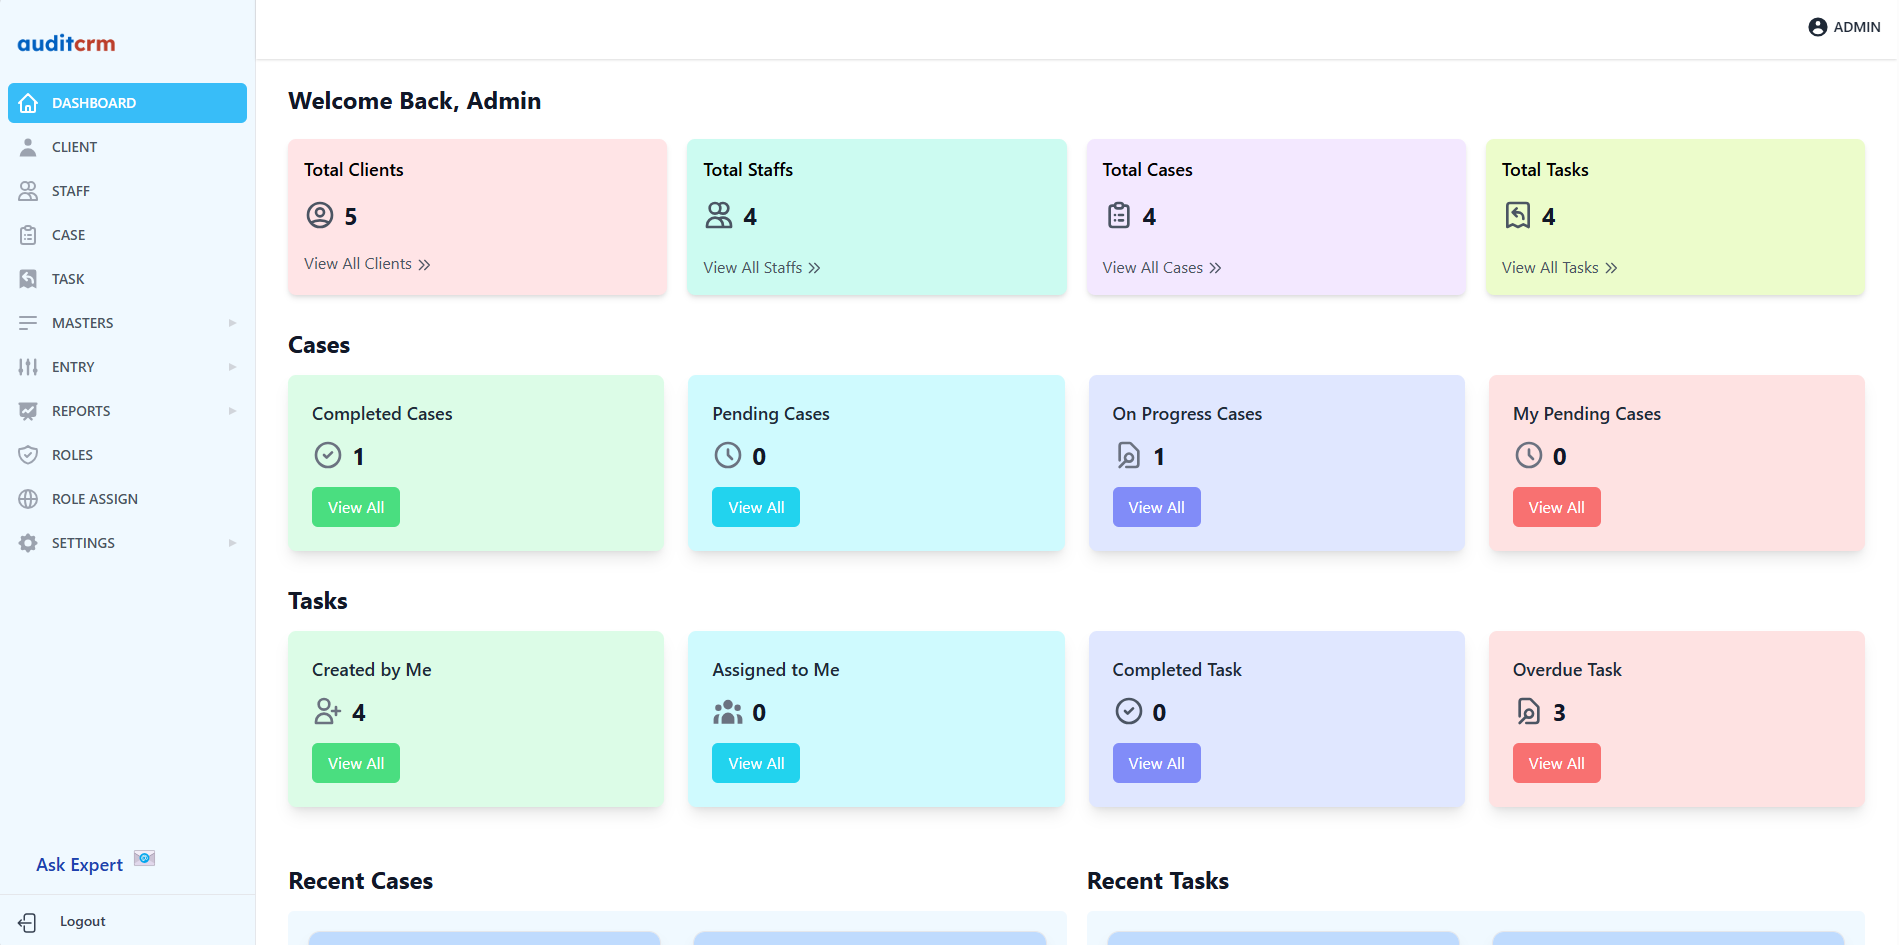 auditcrm
DASHBOARD
CLIENT
STAFF
CASE
TASK
MASTERS
ENTRY
REPORTS
ROLES
ROLE ASSIGN
SETTINGS
Ask Expert
Logout
ADMIN
Welcome Back, Admin
Total Clients
5
View All Clients
Total Staffs
4
View All Staffs
Total Cases
4
View All Cases
Total Tasks
4
View All Tasks
Cases
Completed Cases
1
View All
Pending Cases
0
View All
On Progress Cases
1
View All
My Pending Cases
0
View All
Tasks
Created by Me
4
View All
Assigned to Me
0
View All
Completed Task
0
View All
Overdue Task
3
View All
Recent Cases
Recent Tasks